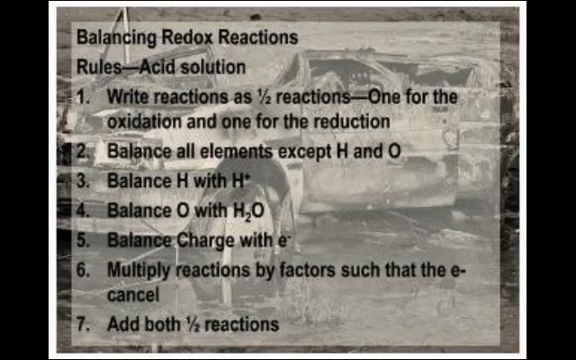 Balancing Redox Reactions
Rules—Acid solution
1. Write reactions as ½ reactions—One for the
oxidation and one for the reduction
2. Balance all elements except H and O
3. Balance H with H⁺
4. Balance O with H₂O
5. Balance Charge with e⁻
6. Multiply reactions by factors such that the e-
cancel
7. Add both ½ reactions